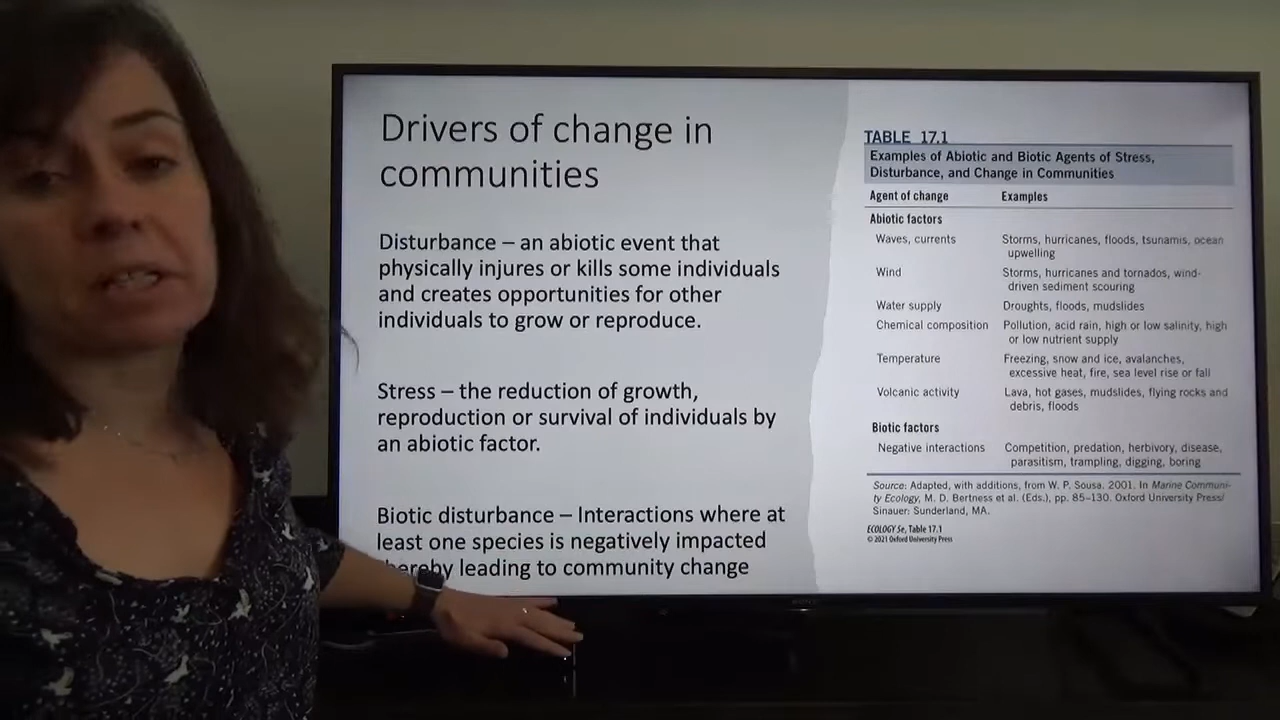 Drivers of change in
communities
Disturbance – an abiotic event that
physically injures or kills some individuals
and creates opportunities for other
individuals to grow or reproduce.
Stress – the reduction of growth,
reproduction or survival of individuals by
an abiotic factor.
Biotic disturbance – Interactions where at
least one species is negatively impacted
thereby leading to community change
TABLE 17.1
Examples of Abiotic and Biotic Agents of Stress,
Disturbance, and Change in Communities
Agent of change Examples
Abiotic factors
Waves, currents Storms, hurricanes, floods, tsunamis, ocean
upwelling
Wind Storms, hurricanes and tornados, wind-
driven sediment scouring
Water supply Droughts, floods, mudslides
Chemical composition Pollution, acid rain, high or low salinity, high
or low nutrient supply
Temperature Freezing, snow and ice, avalanches,
excessive heat, fire, sea level rise or fall
Volcanic activity Lava, hot gases, mudslides, flying rocks and
debris, floods
Biotic factors
Negative interactions Competition, predation, herbivory, disease,
parasitism, trampling, digging, boring
Source: Adapted, with additions, from W. P. Sousa. 2001. In Marine Communi-
ty Ecology, M. D. Bertness et al. (Eds.), pp. 85–130. Oxford University Press/
Sinauer: Sunderland, MA.
ECOLOGY 5e, Table 17.1
© 2021 Oxford University Press
SONY